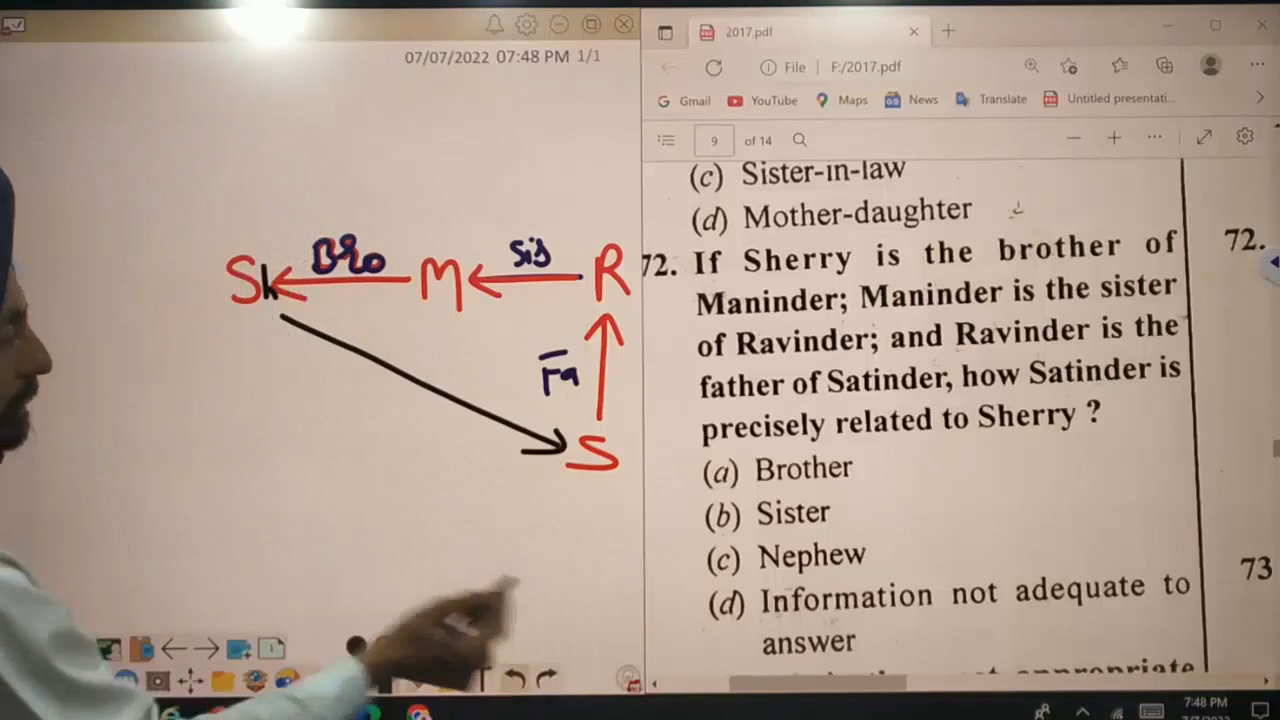 07/07/2022 07:48 PM 1/1
Sh Bro M Sis R
Fa
S
2017.pdf
File F:/2017.pdf
Gmail YouTube Maps News Translate Untitled presentati...
9 of 14
(c) Sister-in-law
(d) Mother-daughter
72. If Sherry is the brother of
Maninder; Maninder is the sister
of Ravinder; and Ravinder is the
father of Satinder, how Satinder is
precisely related to Sherry ?
(a) Brother
(b) Sister
(c) Nephew
(d) Information not adequate to
answer
72.
73
7:48 PM